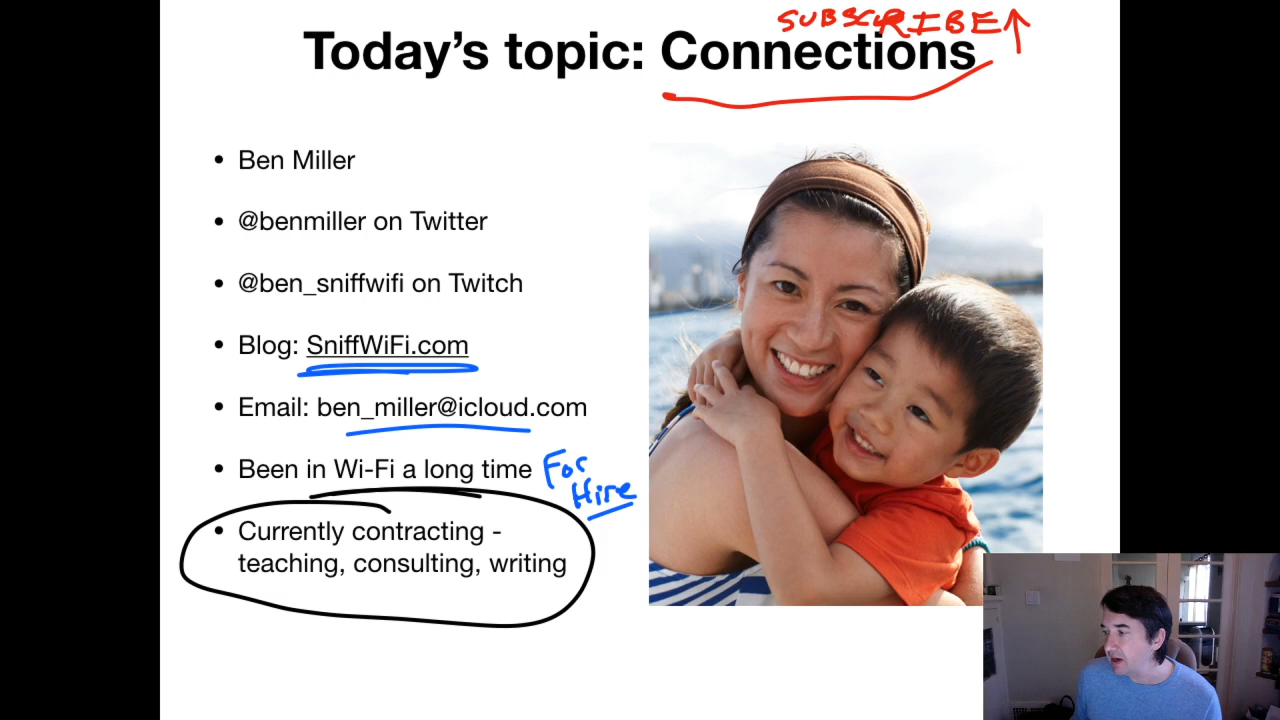 SUBSCRIBE↑
Today's topic: Connections
• Ben Miller
• @benmiller on Twitter
• @ben_sniffwifi on Twitch
• Blog: SniffWiFi.com
• Email: ben_miller@icloud.com
• Been in Wi-Fi a long time
For
Hire
• Currently contracting -
teaching, consulting, writing